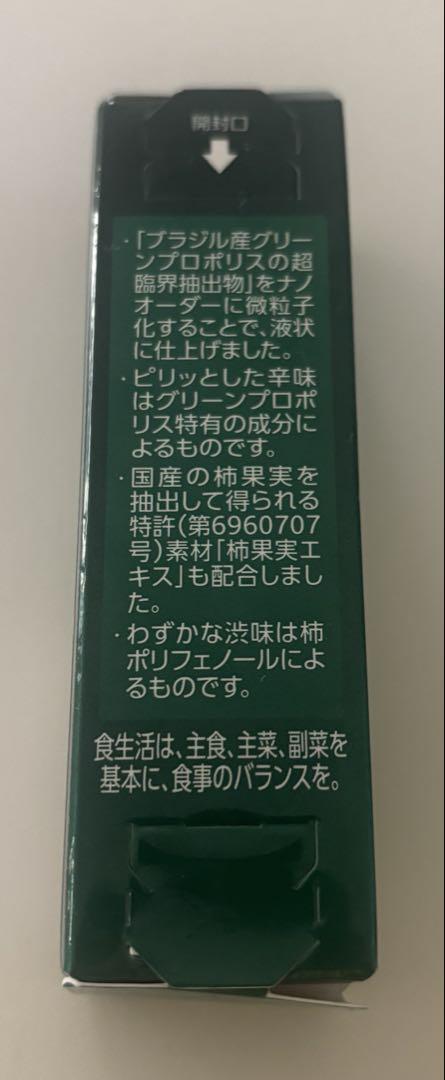 開封口
・「ブラジル産グリー
ンプロポリスの超
臨界抽出物」をナノ
オーダーに微粒子
化することで、液状
に仕上げました。
・ピリッとした辛味
はグリーンプロポ
リス特有の成分に
よるものです。
・国産の柿果実を
抽出して得られる
特許(第6960707
号)素材「柿果実エ
キス」も配合しまし
た。
・わずかな渋味は柿
ポリフェノールによ
るものです。
食生活は、主食、主菜、副菜を
基本に、食事のバランスを。